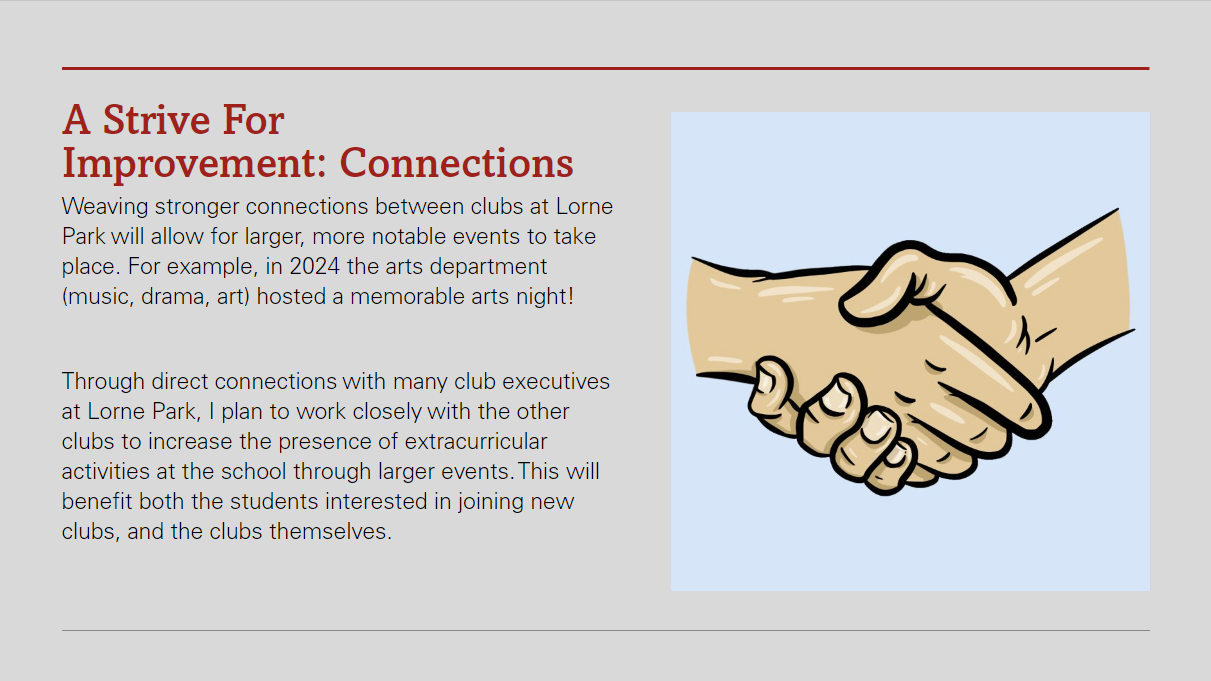 A Strive For
Improvement: Connections
Weaving stronger connections between clubs at Lorne
Park will allow for larger, more notable events to take
place. For example, in 2024 the arts department
(music, drama, art) hosted a memorable arts night!
Through direct connections with many club executives
at Lorne Park, I plan to work closely with the other
clubs to increase the presence of extracurricular
activities at the school through larger events. This will
benefit both the students interested in joining new
clubs, and the clubs themselves.